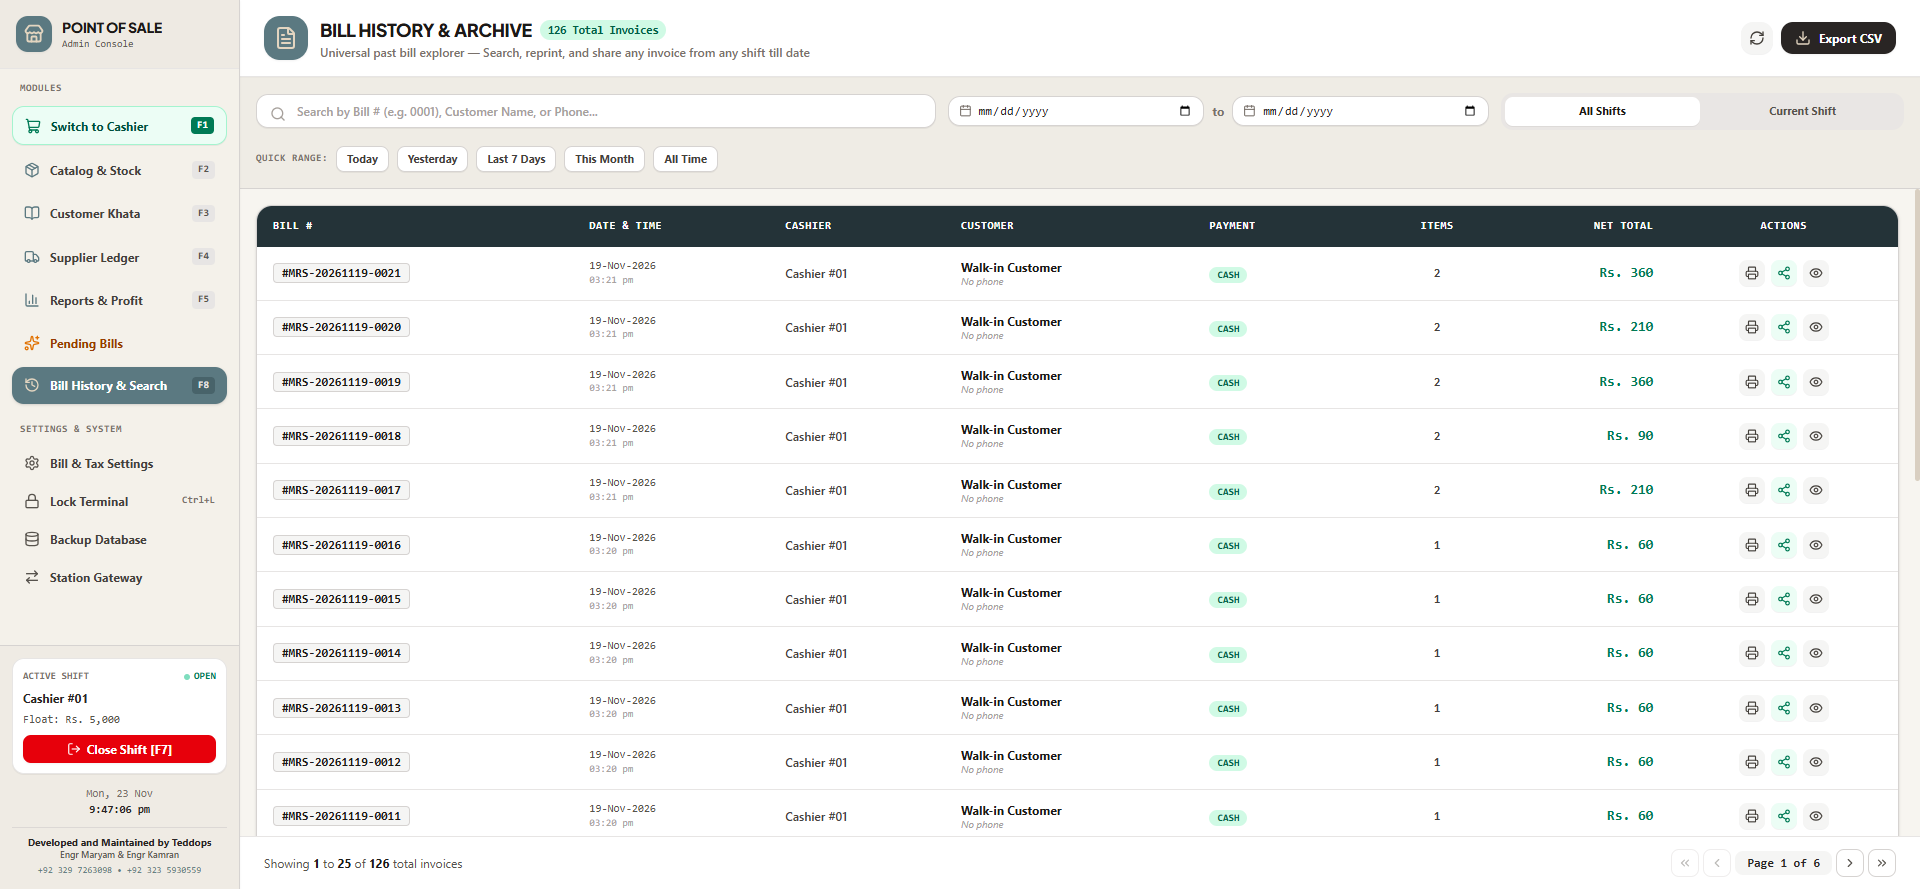 POINT OF SALE
Admin Console
MODULES
Switch to Cashier F1
Catalog & Stock F2
Customer Khata F3
Supplier Ledger F4
Reports & Profit F5
Pending Bills
Bill History & Search F8
SETTINGS & SYSTEM
Bill & Tax Settings
Lock Terminal Ctrl+L
Backup Database
Station Gateway
ACTIVE SHIFT OPEN
Cashier #01
Float: Rs. 5,000
Close Shift [F7]
Mon, 23 Nov
9:47:06 pm
Developed and Maintained by Teddops
Engr Maryam & Engr Kamran
+92 329 7263098 • +92 323 5930559
BILL HISTORY & ARCHIVE 126 Total Invoices
Universal past bill explorer — Search, reprint, and share any invoice from any shift till date
Export CSV
Search by Bill # (e.g. 0001), Customer Name, or Phone...
mm/dd/yyyy to mm/dd/yyyy
All Shifts Current Shift
QUICK RANGE: Today Yesterday Last 7 Days This Month All Time
BILL # DATE & TIME CASHIER CUSTOMER PAYMENT ITEMS NET TOTAL ACTIONS
#MRS-20261119-0021 19-Nov-2026 03:21 pm Cashier #01 Walk-in Customer No phone CASH 2 Rs. 360
#MRS-20261119-0020 19-Nov-2026 03:21 pm Cashier #01 Walk-in Customer No phone CASH 2 Rs. 210
#MRS-20261119-0019 19-Nov-2026 03:21 pm Cashier #01 Walk-in Customer No phone CASH 2 Rs. 360
#MRS-20261119-0018 19-Nov-2026 03:21 pm Cashier #01 Walk-in Customer No phone CASH 2 Rs. 90
#MRS-20261119-0017 19-Nov-2026 03:21 pm Cashier #01 Walk-in Customer No phone CASH 2 Rs. 210
#MRS-20261119-0016 19-Nov-2026 03:20 pm Cashier #01 Walk-in Customer No phone CASH 1 Rs. 60
#MRS-20261119-0015 19-Nov-2026 03:20 pm Cashier #01 Walk-in Customer No phone CASH 1 Rs. 60
#MRS-20261119-0014 19-Nov-2026 03:20 pm Cashier #01 Walk-in Customer No phone CASH 1 Rs. 60
#MRS-20261119-0013 19-Nov-2026 03:20 pm Cashier #01 Walk-in Customer No phone CASH 1 Rs. 60
#MRS-20261119-0012 19-Nov-2026 03:20 pm Cashier #01 Walk-in Customer No phone CASH 1 Rs. 60
#MRS-20261119-0011 19-Nov-2026 03:20 pm Cashier #01 Walk-in Customer No phone CASH 1 Rs. 60
Showing 1 to 25 of 126 total invoices
Page 1 of 6